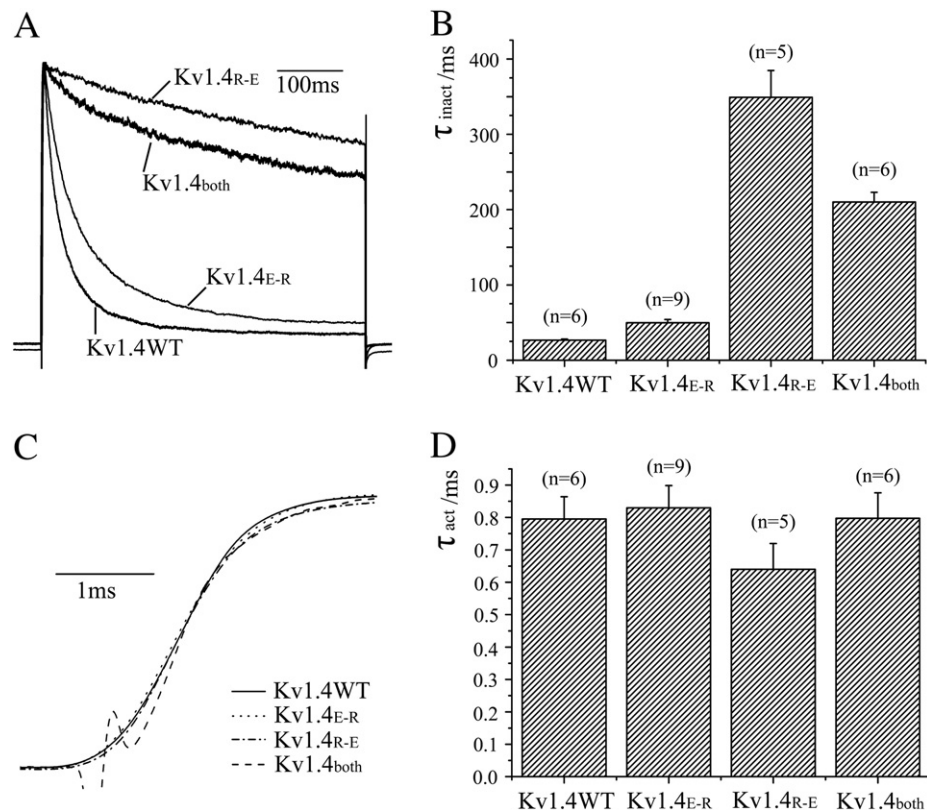 A
Kv1.4R-E
100ms
Kv1.4both
Kv1.4E-R
Kv1.4WT
B
τ inact /ms
400
300
200
100
0
(n=6)
(n=9)
(n=5)
(n=6)
Kv1.4WT Kv1.4E-R Kv1.4R-E Kv1.4both
C
1ms
Kv1.4WT
Kv1.4E-R
Kv1.4R-E
Kv1.4both
D
τ act /ms
0.9
0.8
0.7
0.6
0.5
0.4
0.3
0.2
0.1
0.0
(n=6)
(n=9)
(n=5)
(n=6)
Kv1.4WT Kv1.4E-R Kv1.4R-E Kv1.4both